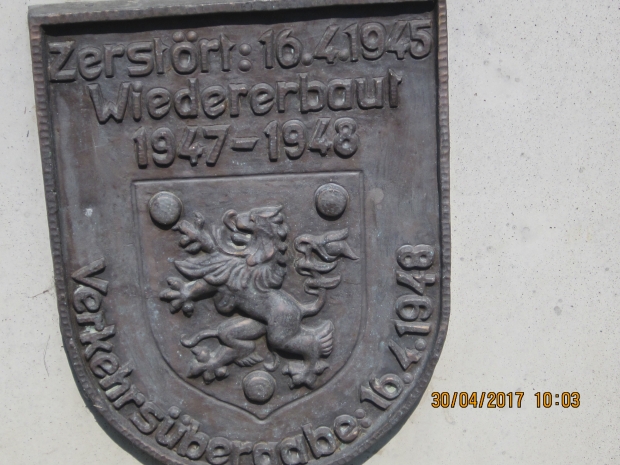 Zerstört: 16.4.1945
Wiedererbaut
1947-1948
Verkehrsübergabe: 16.4.1948
30/04/2017 10:03